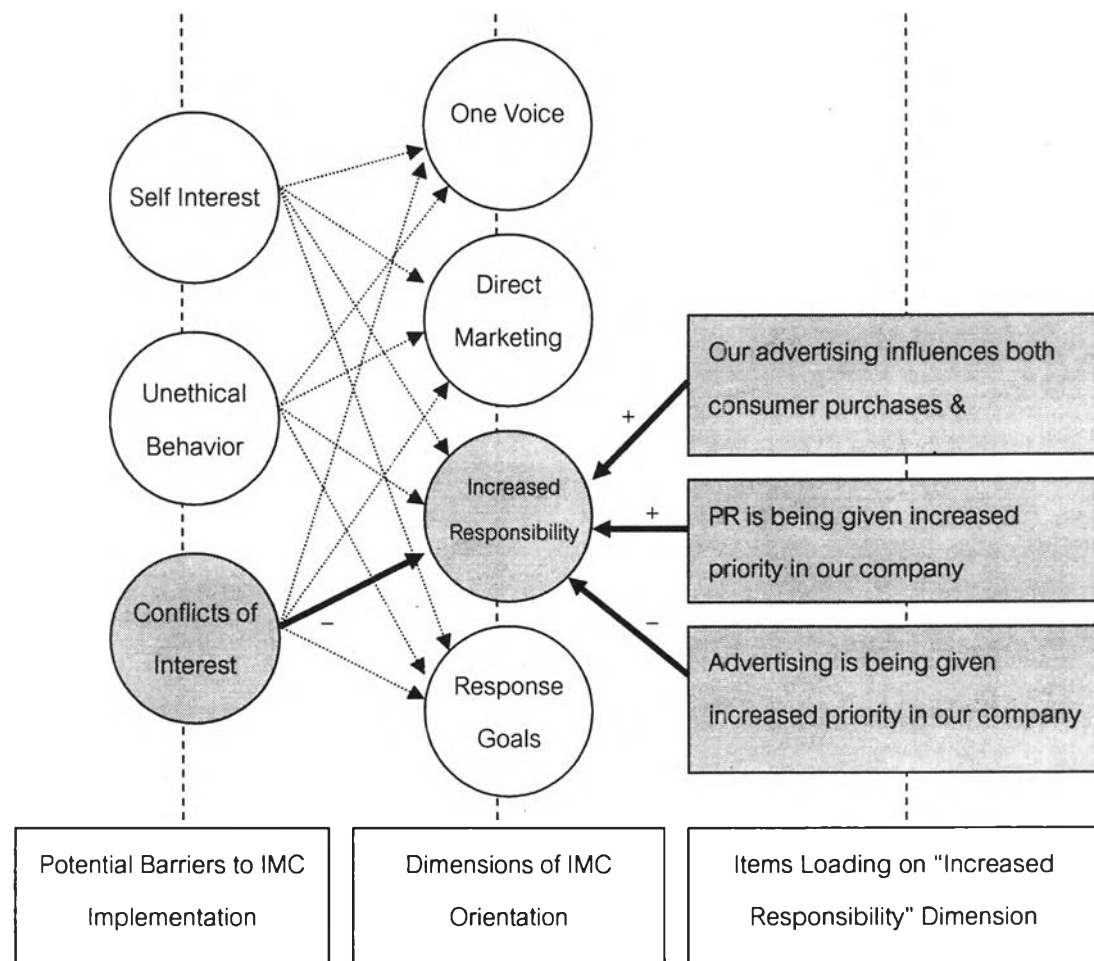 One Voice
Self Interest
Direct
Marketing
Our advertising influences both
consumer purchases &
+
Unethical
Behavior
Increased
Responsibility
+
PR is being given increased
priority in our company
Conflicts of
Interest
–
–
Advertising is being given
increased priority in our company
Response
Goals
Potential Barriers to IMC
Implementation
Dimensions of IMC
Orientation
Items Loading on "Increased
Responsibility" Dimension